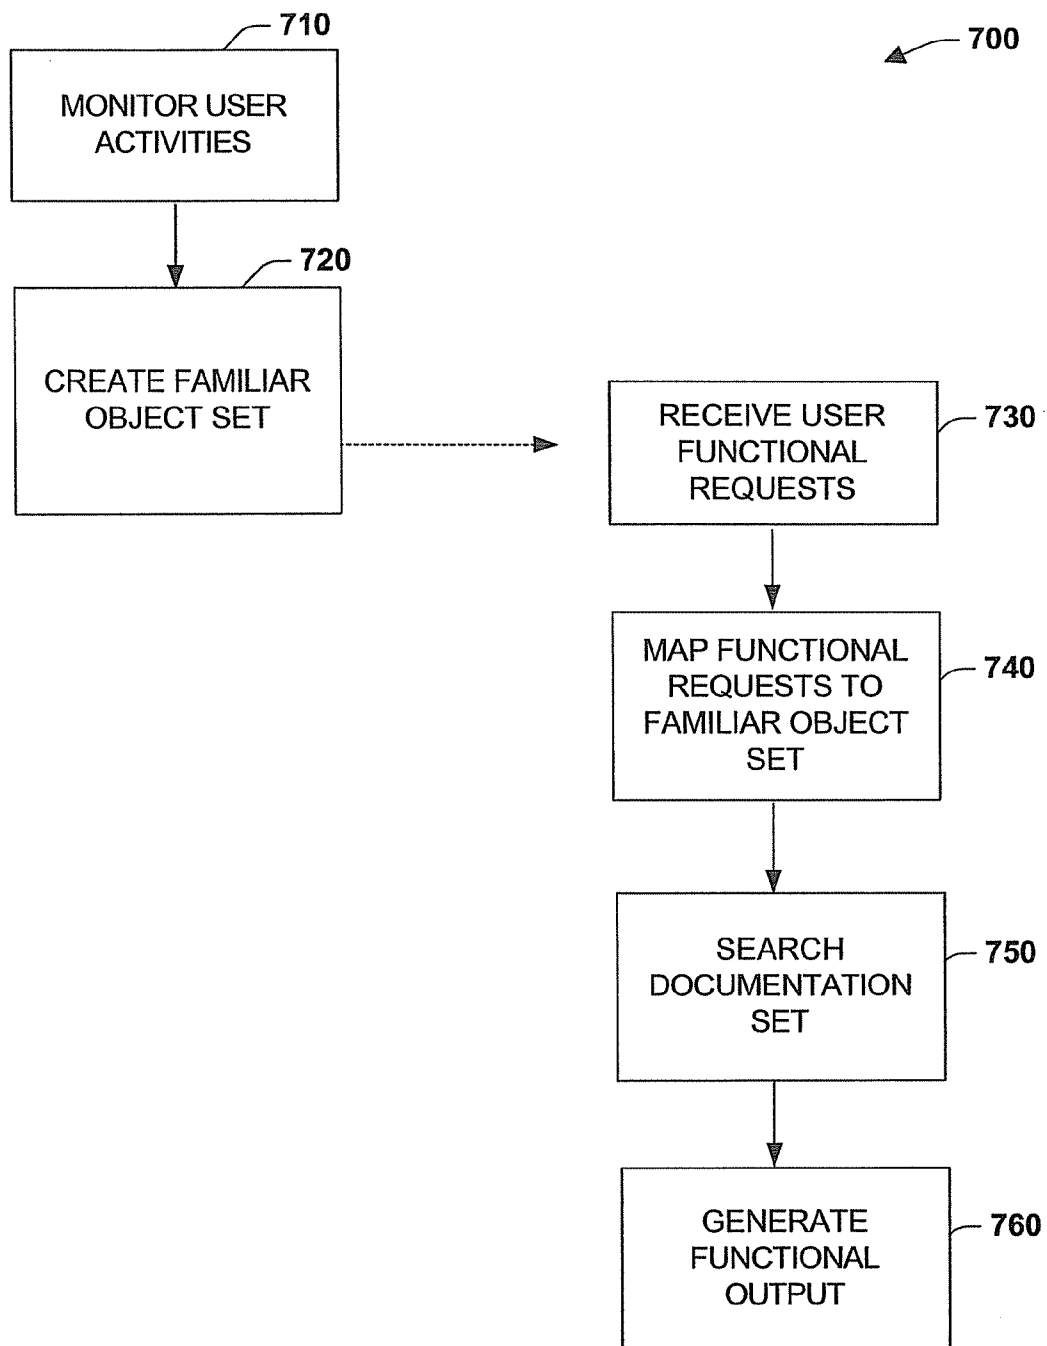 710
700
MONITOR USER
ACTIVITIES
720
CREATE FAMILIAR
OBJECT SET
RECEIVE USER
FUNCTIONAL
REQUESTS
730
MAP FUNCTIONAL
REQUESTS TO
FAMILIAR OBJECT
SET
740
SEARCH
DOCUMENTATION
SET
750
GENERATE
FUNCTIONAL
OUTPUT
760